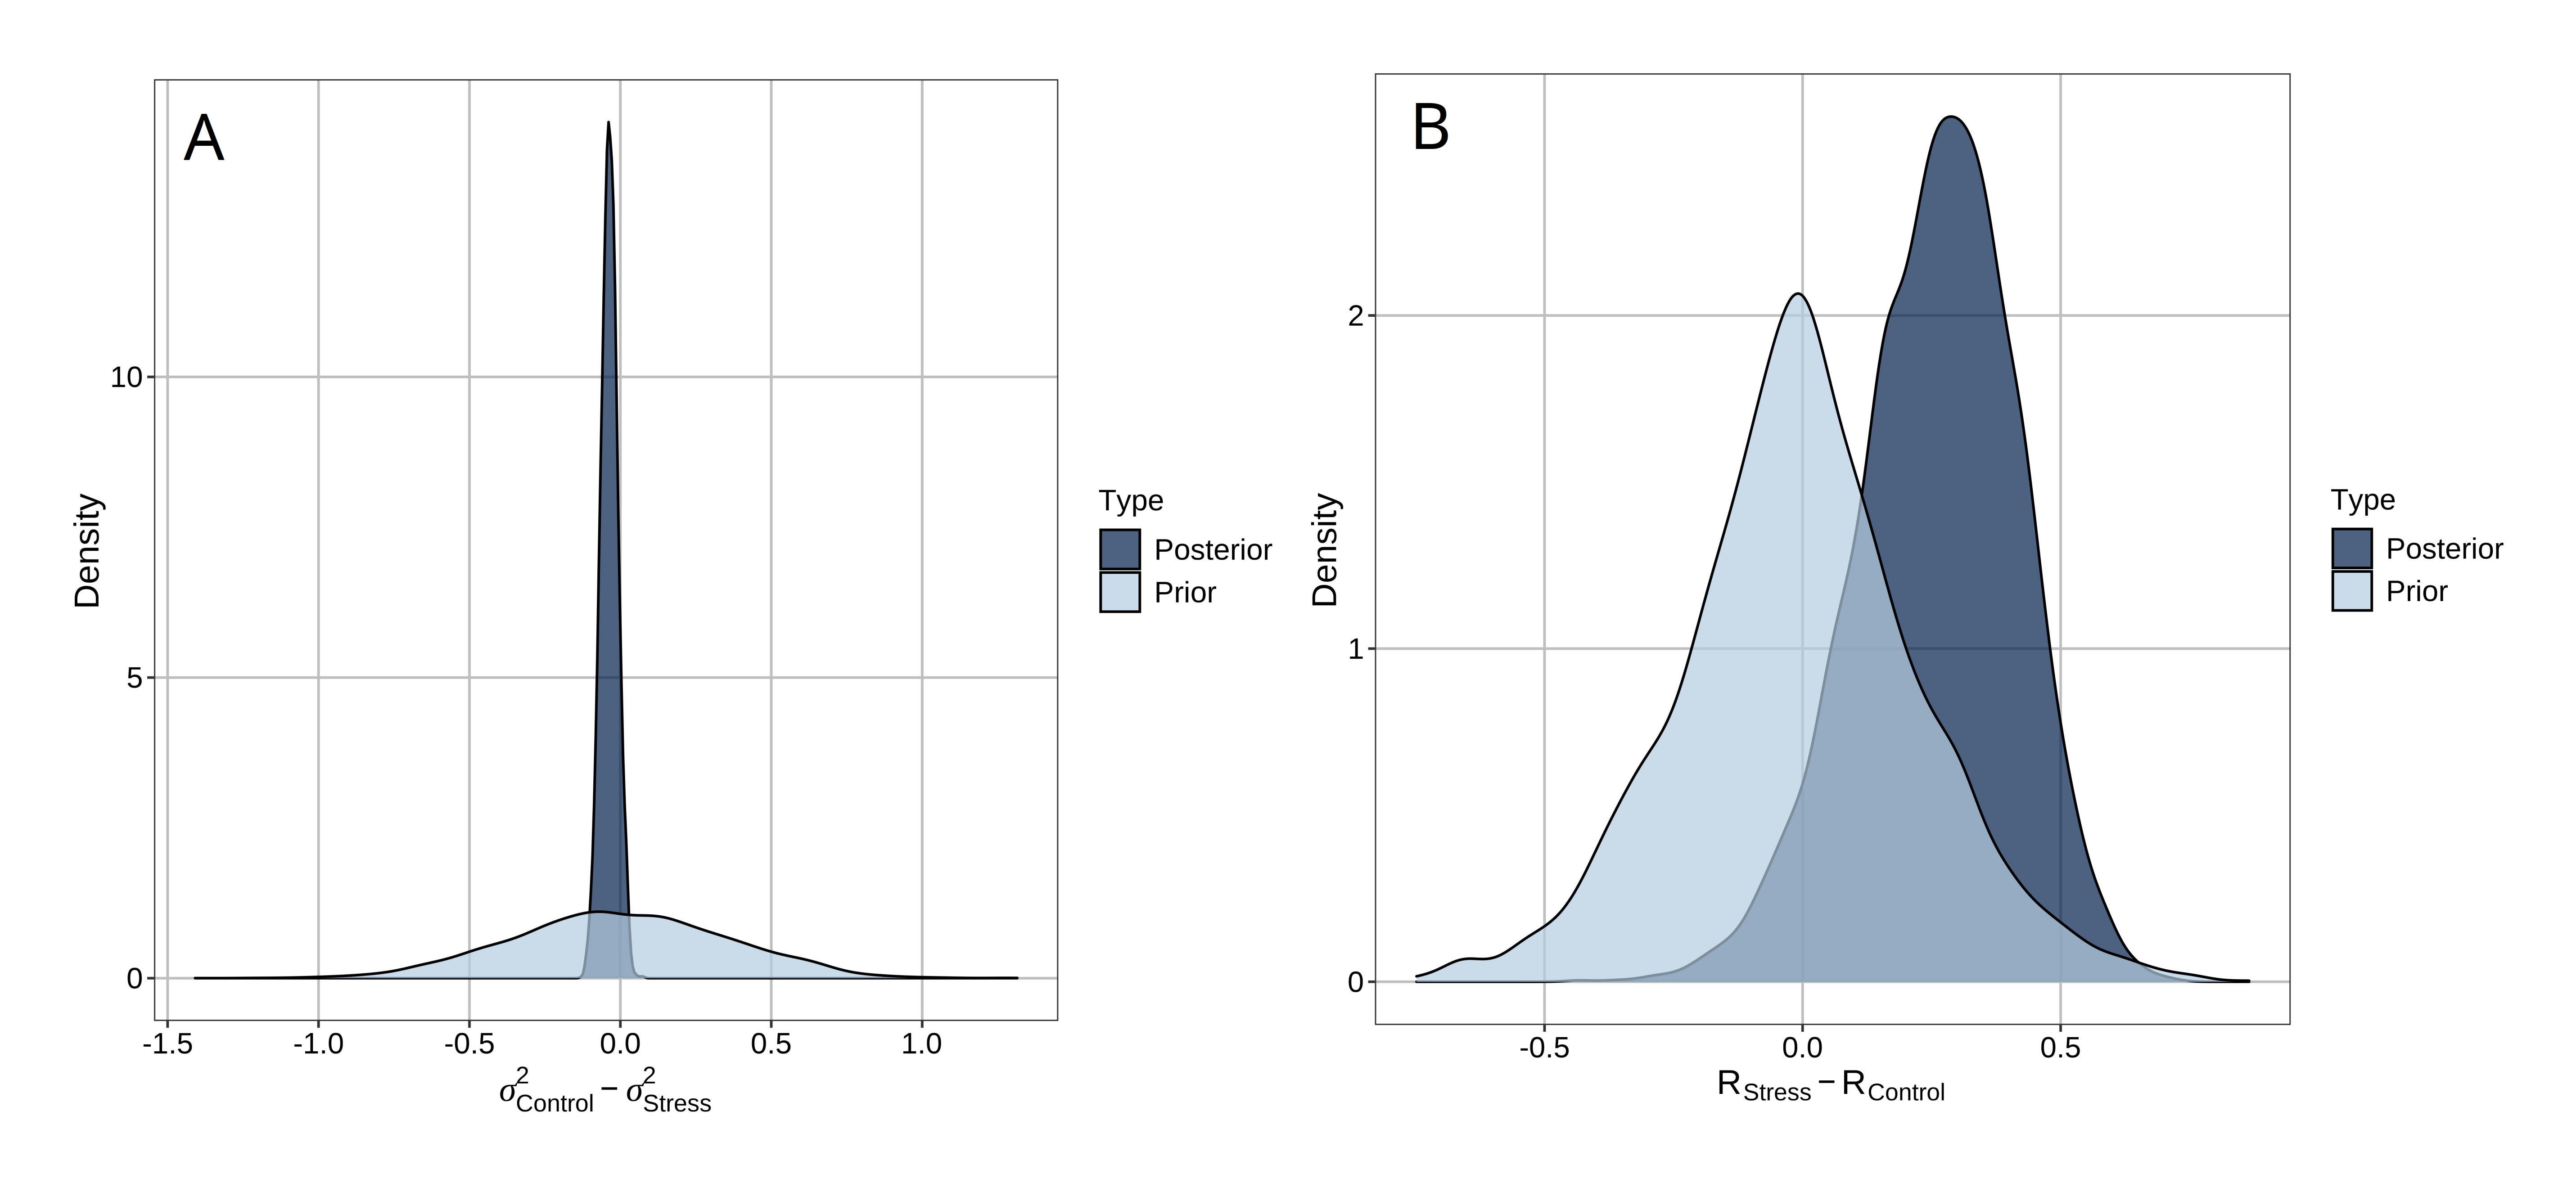 A
10
5
0
Density
-1.5 -1.0 -0.5 0.0 0.5 1.0
σ²Control − σ²Stress
Type
Posterior
Prior
B
2
1
0
Density
-0.5 0.0 0.5
RStress − RControl
Type
Posterior
Prior